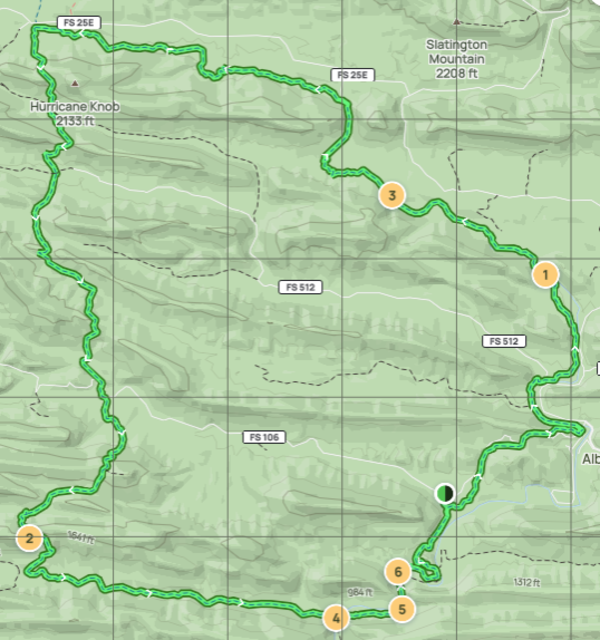 FS 25E
Slatington
Mountain
2208 ft
FS 25E
Hurricane Knob
2133 ft
3
1
FS 512
FS 512
FS 106
Alb
2
1641 ft
6
984 ft
1312 ft
5
4